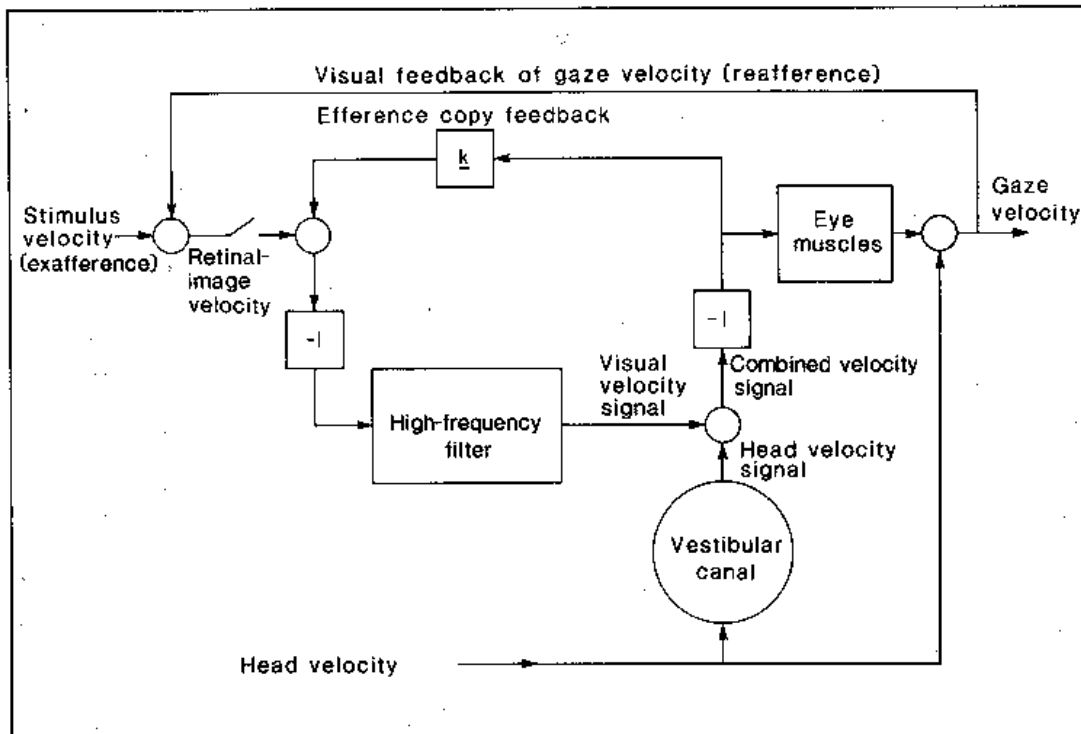 Visual feedback of gaze velocity (reafference)
Efference copy feedback
k
Stimulus
velocity
(exafference)
Retinal-
image
velocity
Eye
muscles
Gaze
velocity
-1
-1
Visual
velocity
signal
Combined velocity
signal
High-frequency
filter
Head velocity
signal
Vestibular
canal
Head velocity